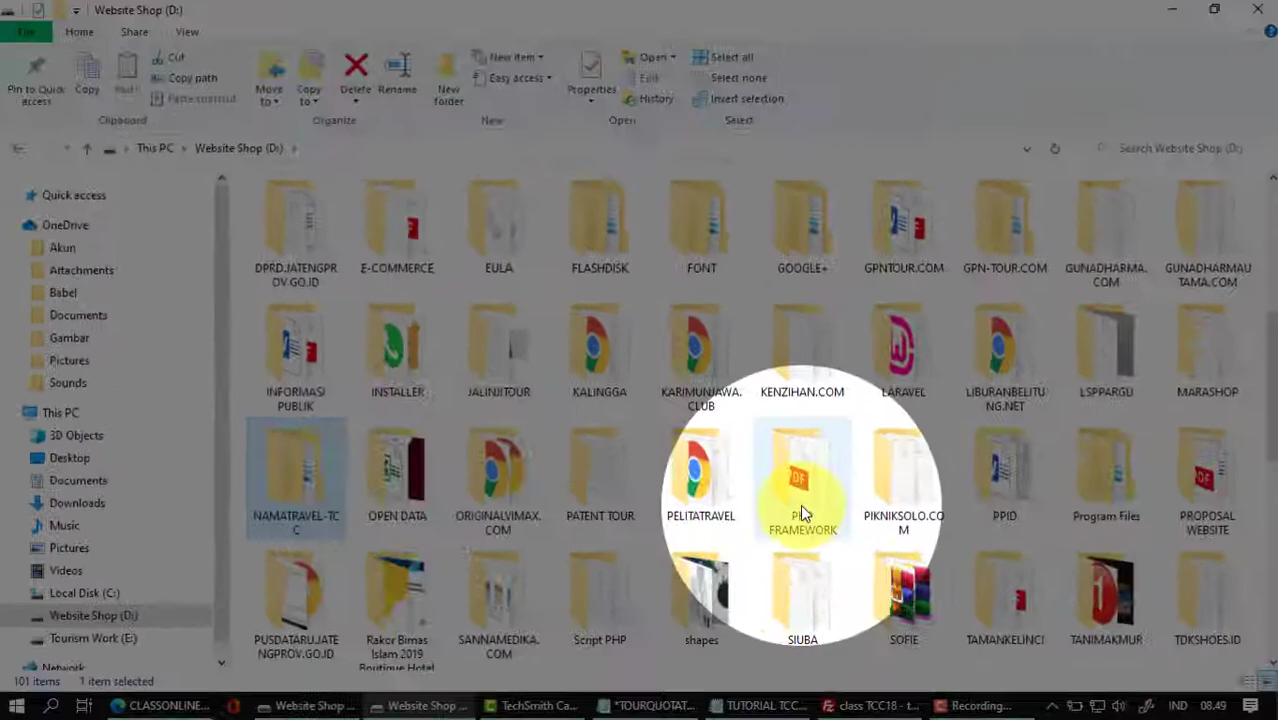 Website Shop (D:)
File Home Share View
Pin to Quick access
Copy
Paste
Cut
Copy path
Paste shortcut
Clipboard
Move to
Copy to
Delete
Rename
Organize
New folder
New item
Easy access
New
Properties
Open
Edit
History
Open
Select all
Select none
Invert selection
Select
This PC Website Shop (D:)
Search Website Shop (D:)
Quick access
OneDrive
Akun
Attachments
Babel
Documents
Gambar
Pictures
Sounds
This PC
3D Objects
Desktop
Documents
Downloads
Music
Pictures
Videos
Local Disk (C:)
Website Shop (D:)
Tourism Work (E:)
Network
DPRD.JATENGPR
OV.GO.ID
E-COMMERCE
EULA
FLASHDISK
FONT
GOOGLE+
GPNTOUR.COM
GPN-TOUR.COM
GUNADHARMA.
COM
GUNADHARMAU
TAMA.COM
INFORMASI
PUBLIK
INSTALLER
JALINJITOUR
KALINGGA
KARIMUNJAWA.
CLUB
KENZIHAN.COM
LARAVEL
LIBURANBELITU
NG.NET
LSPPARGU
MARASHOP
NAMATRAVEL-TC
C
OPEN DATA
ORIGINALVIMAX.
COM
PATENT TOUR
PELITATRAVEL
FRAMEWORK
PIKNIKSOLO.CO
M
PPID
Program Files
PROPOSAL
WEBSITE
PUSDATARU.JATE
NGPROV.GO.ID
Rakor Bimas
Islam 2019
Boutique Hotel
SANNAMEDIKA.
COM
Script PHP
shapes
SIUBA
SOFIE
TAMANKELINCI
TANIMAKMUR
TDKSHOES.ID
101 items 1 item selected
CLASSONLINE... Website Shop ... Website Shop ... TechSmith Ca... *TOURQUOTAT... TUTORIAL TCC... class TCC18 - t... Recording... IND 08.49